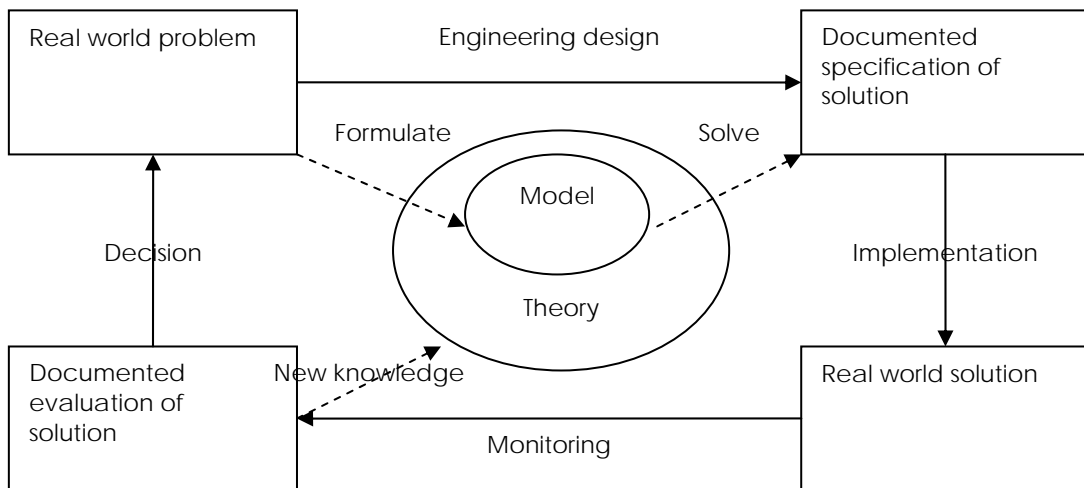 Real world problem
Engineering design
Documented
specification of
solution
Formulate
Solve
Model
Decision
Implementation
Theory
Documented
evaluation of
solution
New knowledge
Real world solution
Monitoring